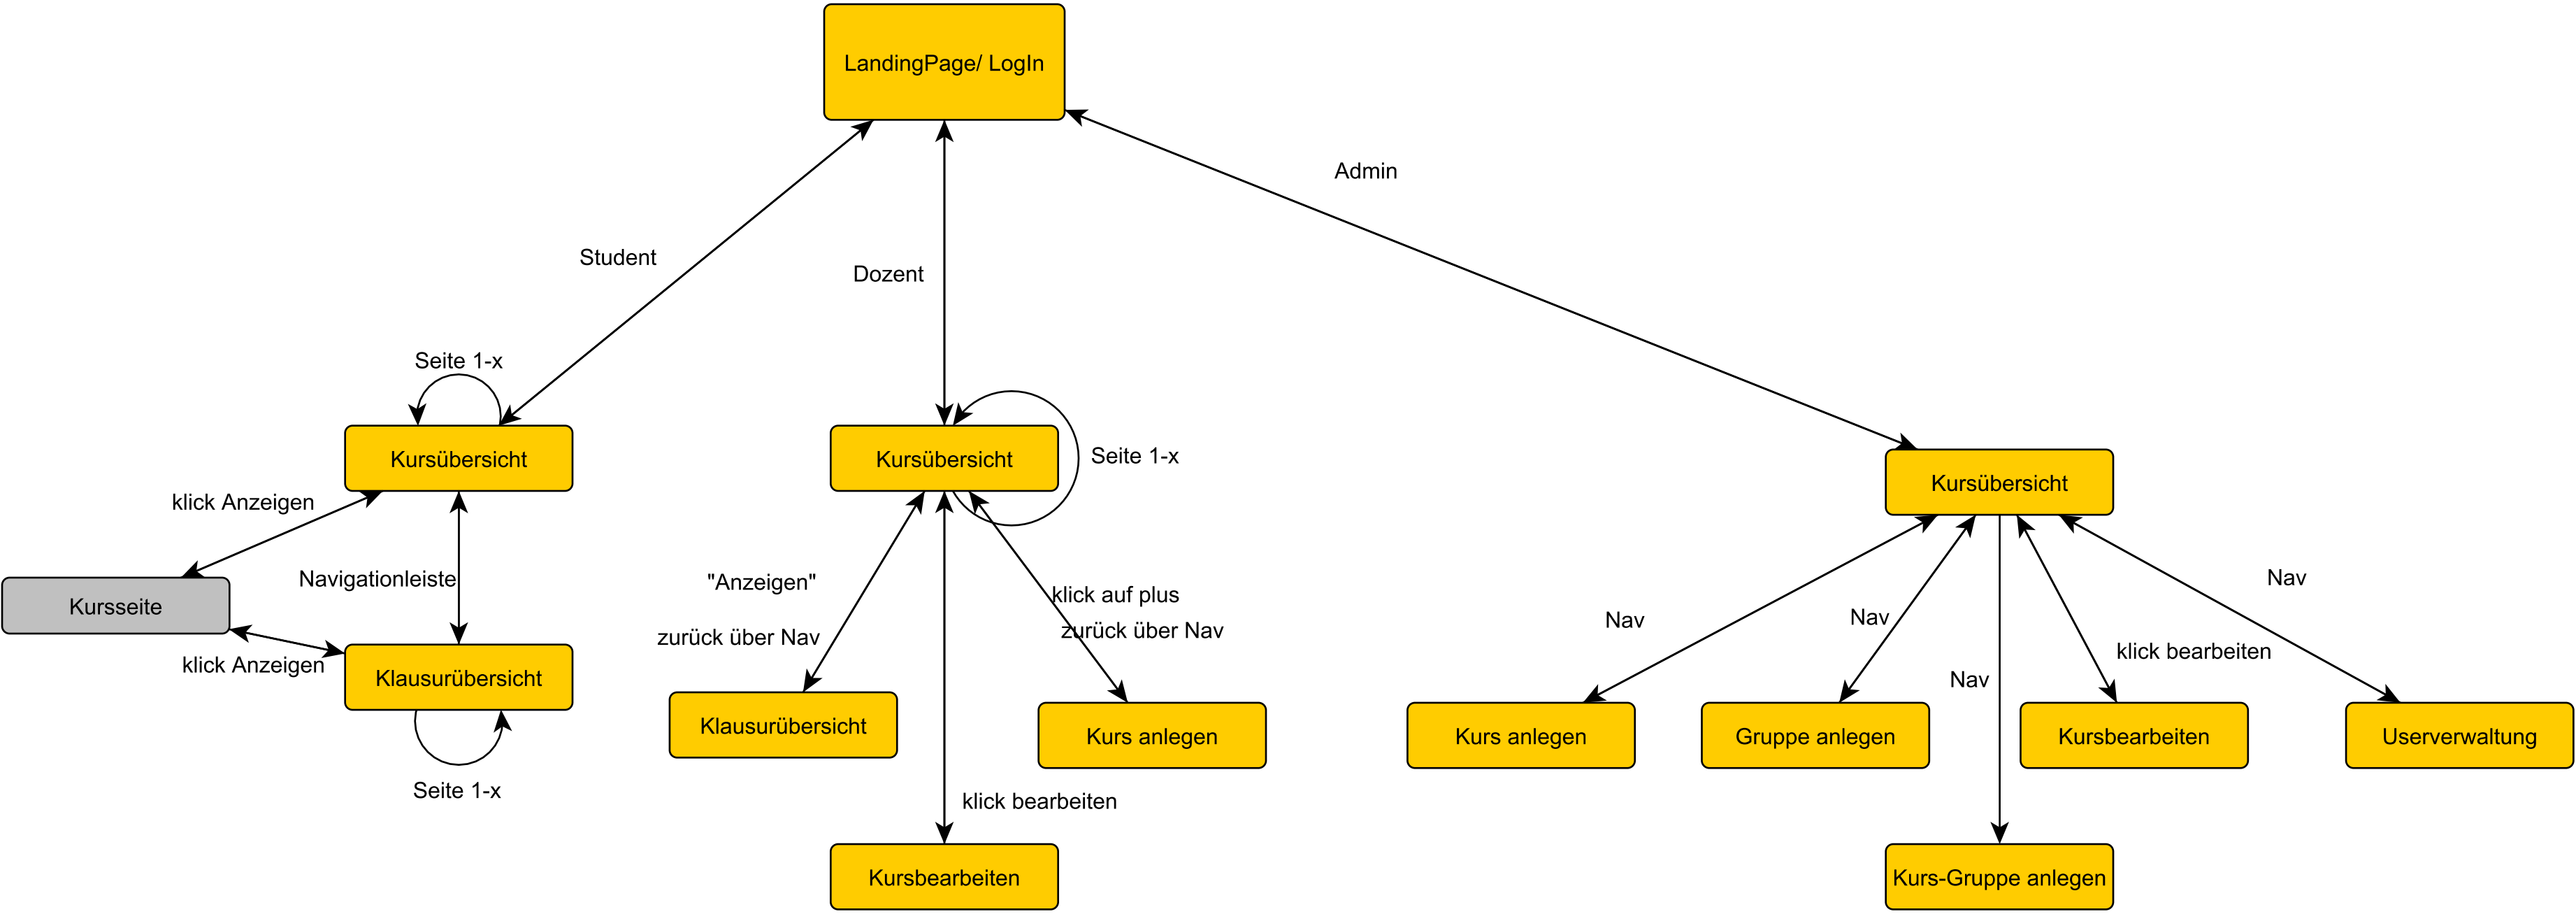 LandingPage/ LogIn
Admin
Student
Dozent
Seite 1-x
Kursübersicht
Kursübersicht
Seite 1-x
Kursübersicht
klick Anzeigen
Navigationleiste
Kursseite
klick Anzeigen
Klausurübersicht
Seite 1-x
"Anzeigen"
zurück über Nav
klick auf plus
zurück über Nav
Klausurübersicht
Kurs anlegen
klick bearbeiten
Kursbearbeiten
Nav
Nav
Nav
klick bearbeiten
Nav
Kurs anlegen
Gruppe anlegen
Kursbearbeiten
Userverwaltung
Kurs-Gruppe anlegen